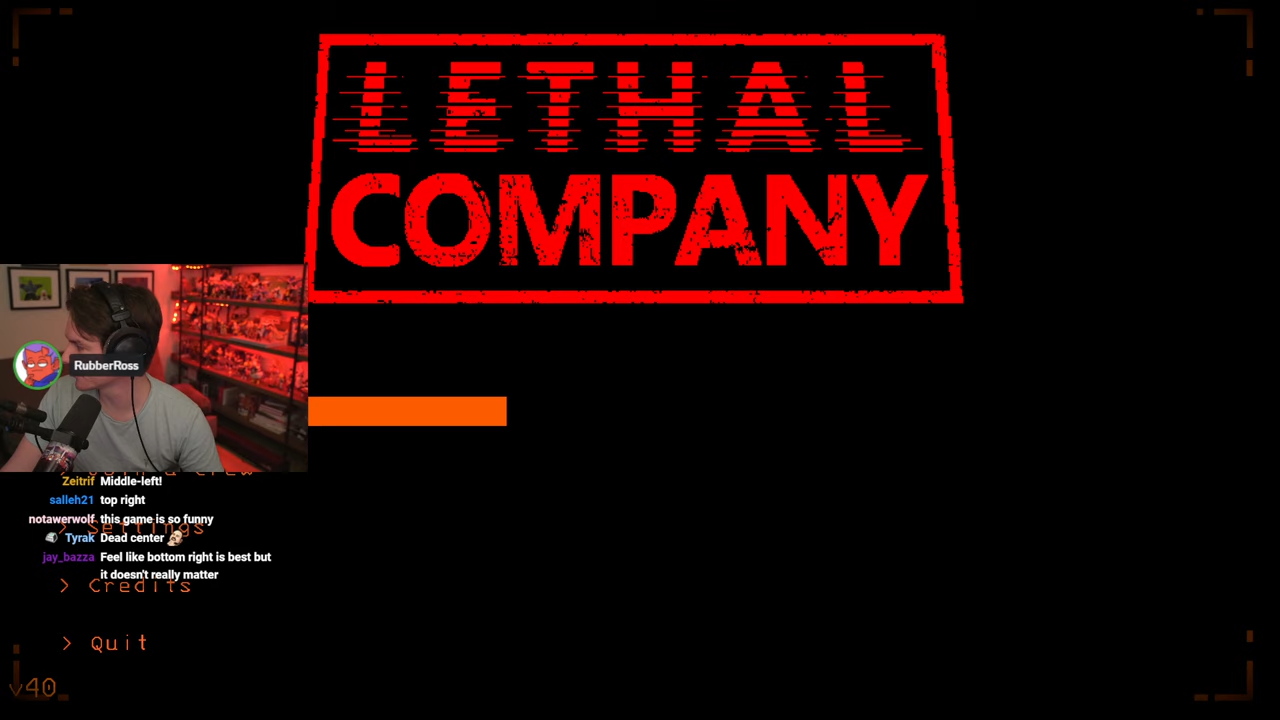 LETHAL
COMPANY
RubberRoss
Zeitrif Middle-left!
salleh21 top right
notawerwolf this game is so funny
> Settings
Tyrak Dead center
jay_bazza Feel like bottom right is best but
it doesn't really matter
> Credits
> Quit
v40